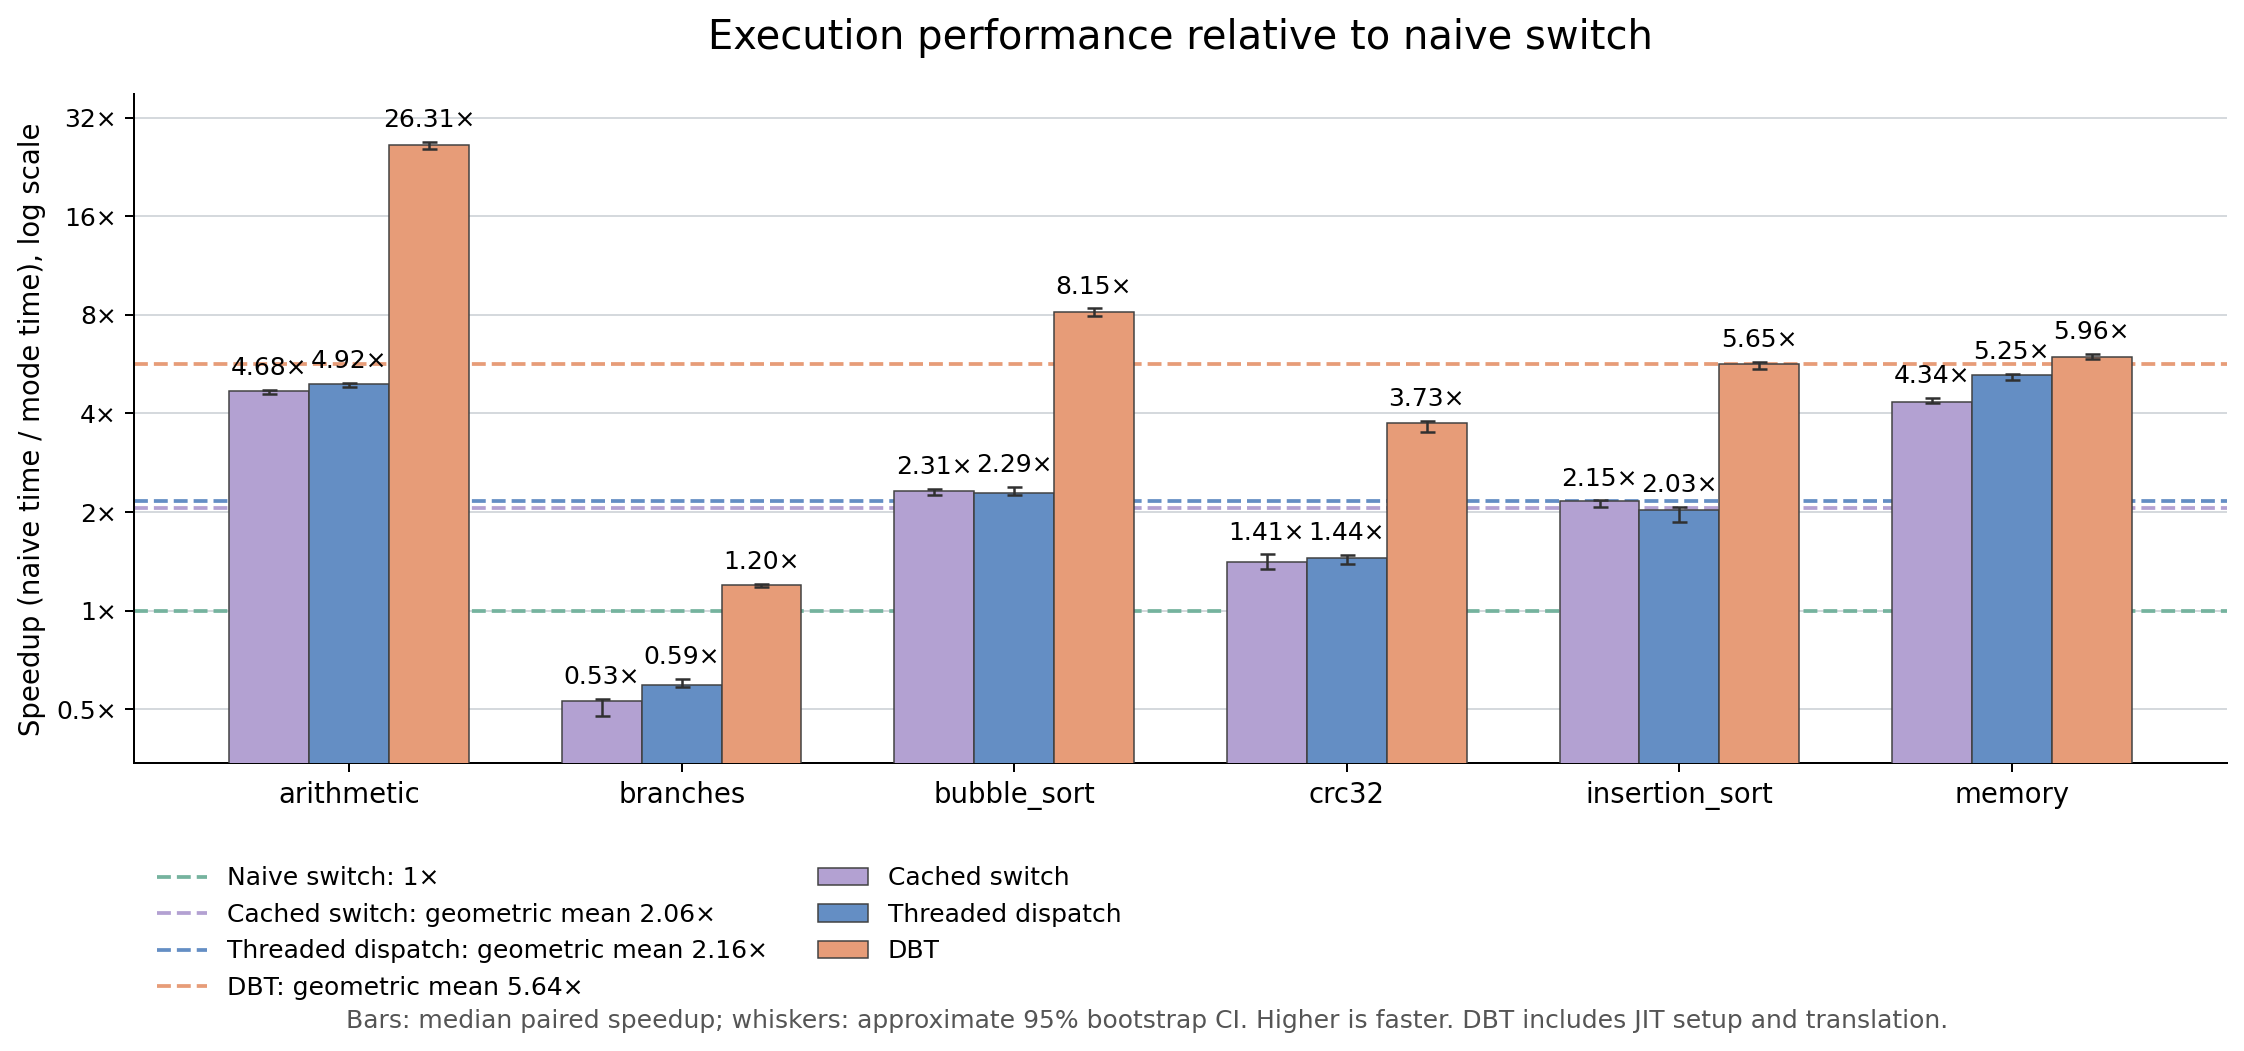 Execution performance relative to naive switch
Speedup (naive time / mode time), log scale
32×
16×
8×
4×
2×
1×
0.5×
4.68×
4.92×
26.31×
0.53×
0.59×
1.20×
2.31×
2.29×
8.15×
1.41×
1.44×
3.73×
2.15×
2.03×
5.65×
4.34×
5.25×
5.96×
arithmetic
branches
bubble_sort
crc32
insertion_sort
memory
Naive switch: 1×
Cached switch: geometric mean 2.06×
Threaded dispatch: geometric mean 2.16×
DBT: geometric mean 5.64×
Cached switch
Threaded dispatch
DBT
Bars: median paired speedup; whiskers: approximate 95% bootstrap CI. Higher is faster. DBT includes JIT setup and translation.